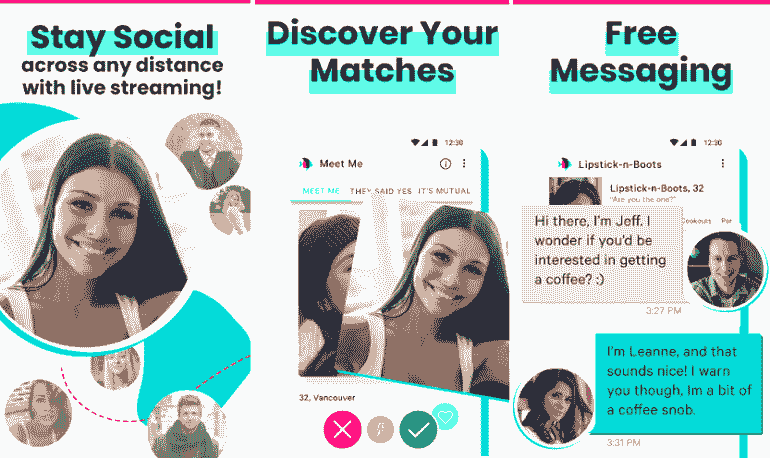 Stay Social
across any distance
with live streaming!
Discover Your
Matches
12:30
Meet Me
MEET ME THEY SAID YES IT'S MUTUAL
32, Vancouver
Free
Messaging
12:30
Lipstick-n-Boots
Lipstick-n-Boots, 32
"Are you the one?"
Cookouts
Hi there, I'm Jeff. I
wonder if you'd be
interested in getting
a coffee? :)
3:27 PM
I'm Leanne, and that
sounds nice! I warn
you though, Im a bit of
a coffee snob.
3:31 PM